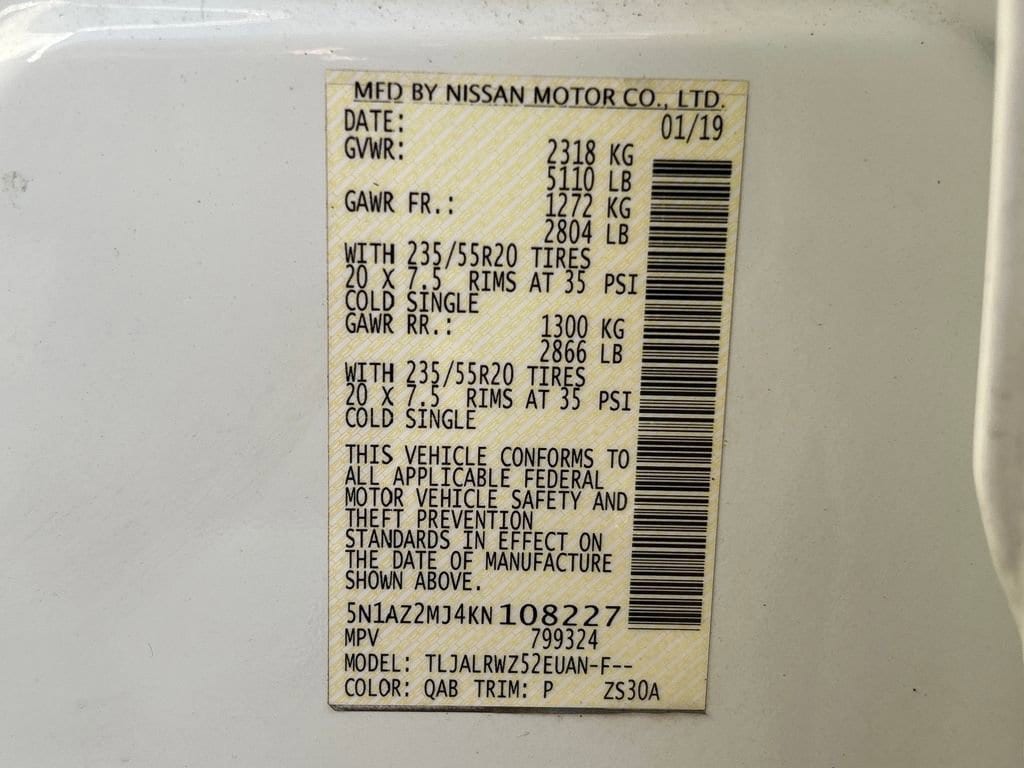 MFD BY NISSAN MOTOR CO., LTD.
DATE: 01/19
GVWR: 2318 KG
5110 LB
GAWR FR.: 1272 KG
2804 LB
WITH 235/55R20 TIRES
20 X 7.5 RIMS AT 35 PSI
COLD SINGLE
GAWR RR.: 1300 KG
2866 LB
WITH 235/55R20 TIRES
20 X 7.5 RIMS AT 35 PSI
COLD SINGLE
THIS VEHICLE CONFORMS TO
ALL APPLICABLE FEDERAL
MOTOR VEHICLE SAFETY AND
THEFT PREVENTION
STANDARDS IN EFFECT ON
THE DATE OF MANUFACTURE
SHOWN ABOVE.
5N1AZ2MJ4KN108227
MPV 799324
MODEL: TLJALRWZ52EUAN-F--
COLOR: QAB TRIM: P ZS30A